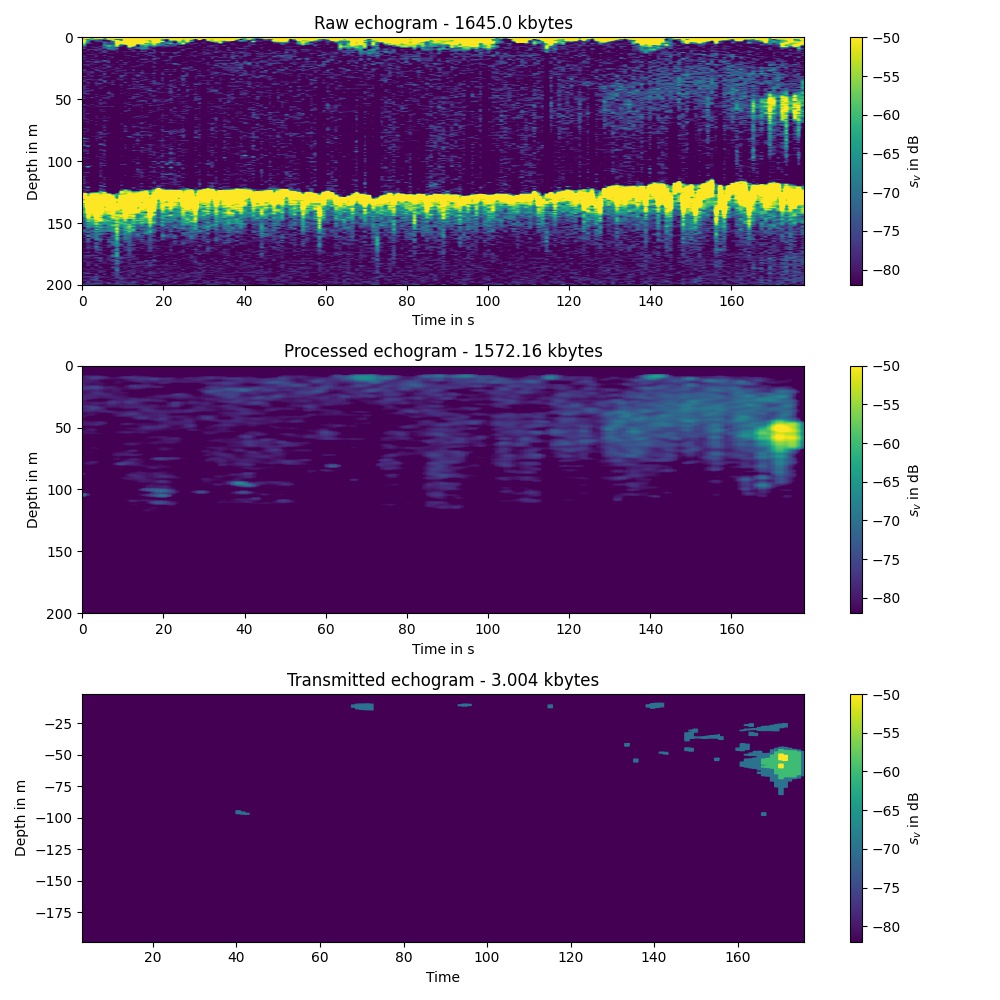 Raw echogram - 1645.0 kbytes
0
50
100
150
200
Depth in m
0 20 40 60 80 100 120 140 160
Time in s
−50
−55
−60
−65
−70
−75
−80
s_v in dB
Processed echogram - 1572.16 kbytes
0
50
100
150
200
Depth in m
0 20 40 60 80 100 120 140 160
Time in s
−50
−55
−60
−65
−70
−75
−80
s_v in dB
Transmitted echogram - 3.004 kbytes
−25
−50
−75
−100
−125
−150
−175
Depth in m
20 40 60 80 100 120 140 160
Time
−50
−55
−60
−65
−70
−75
−80
s_v in dB